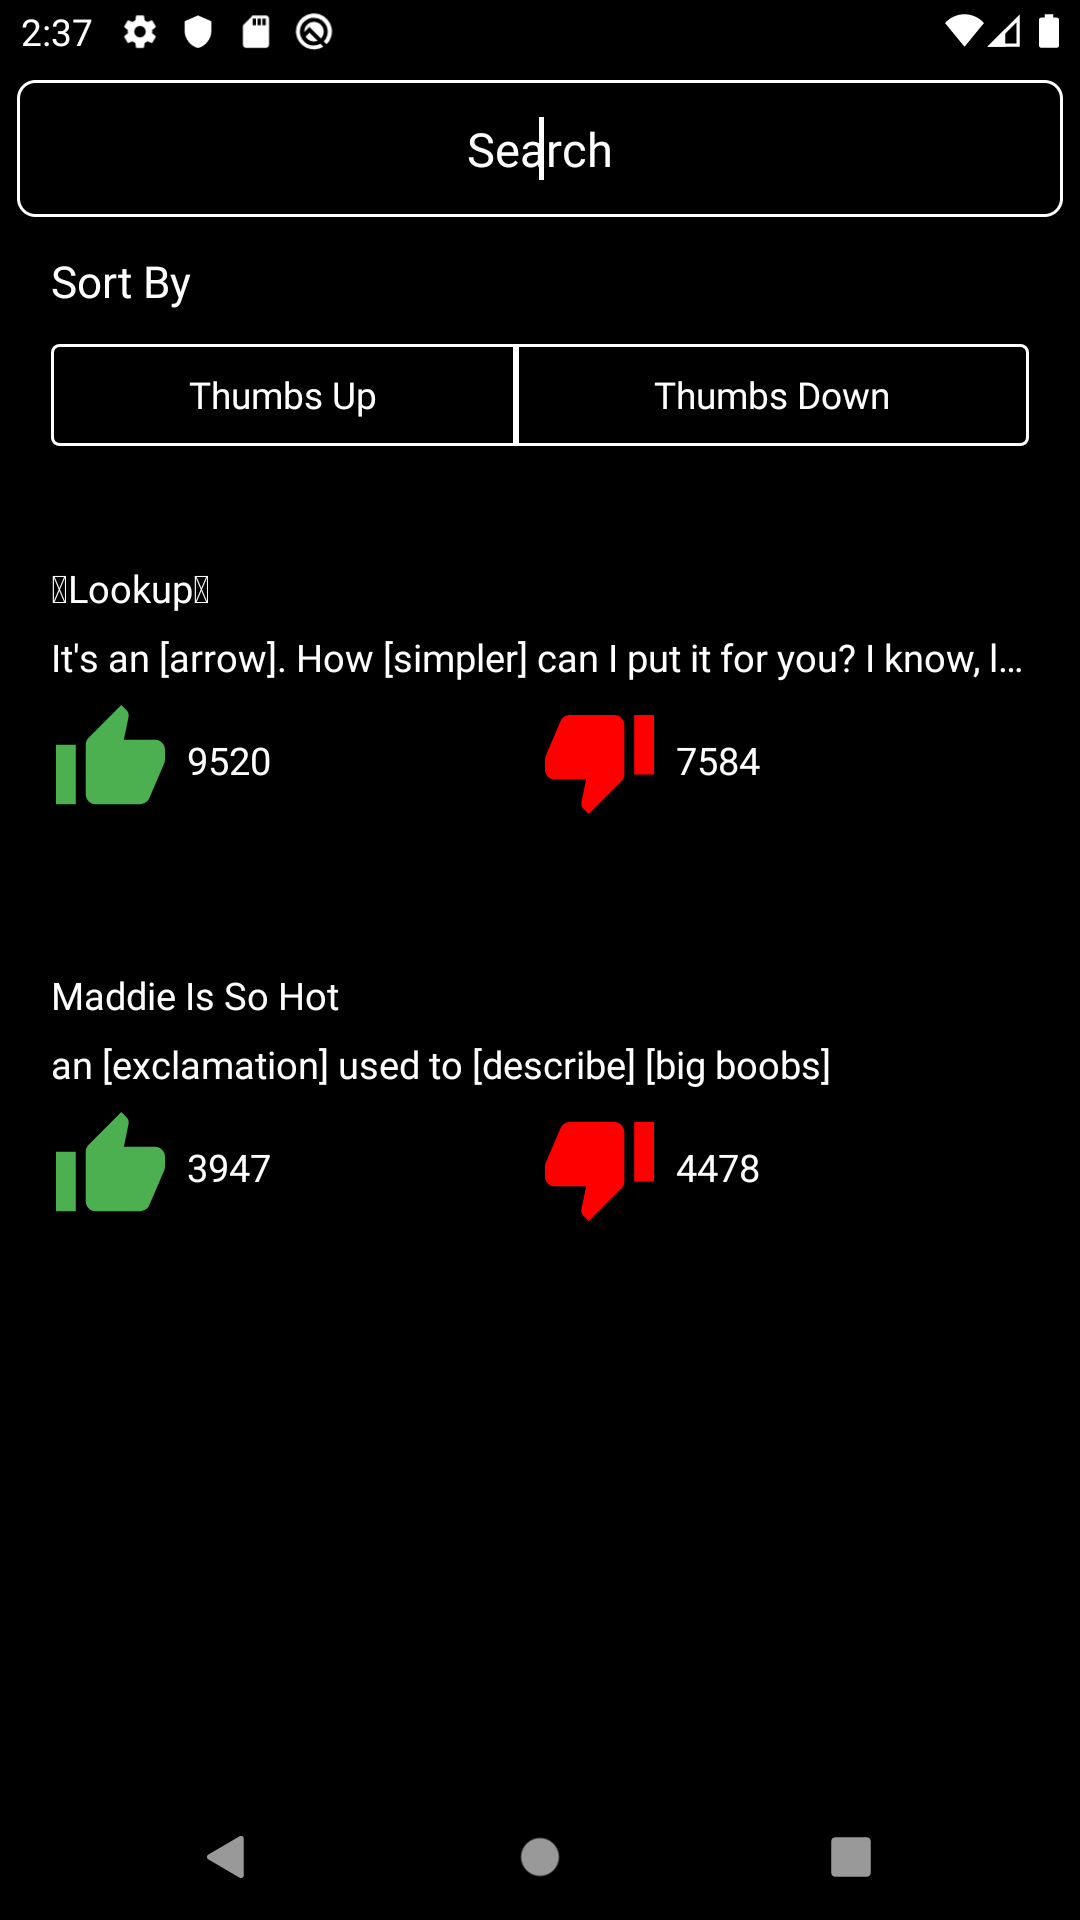 2:37
Search
Sort By
Thumbs Up
Thumbs Down
Lookup
It's an [arrow]. How [simpler] can I put it for you? I know, l...
9520
7584
Maddie Is So Hot
an [exclamation] used to [describe] [big boobs]
3947
4478